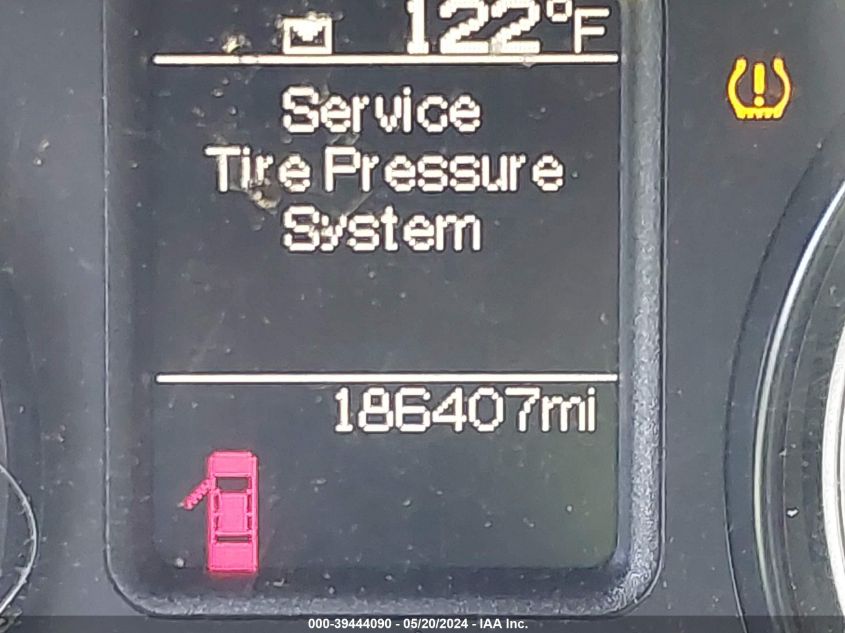 122°F
Service
Tire Pressure
System
186407mi
000-39444090 - 05/20/2024 - IAA Inc.